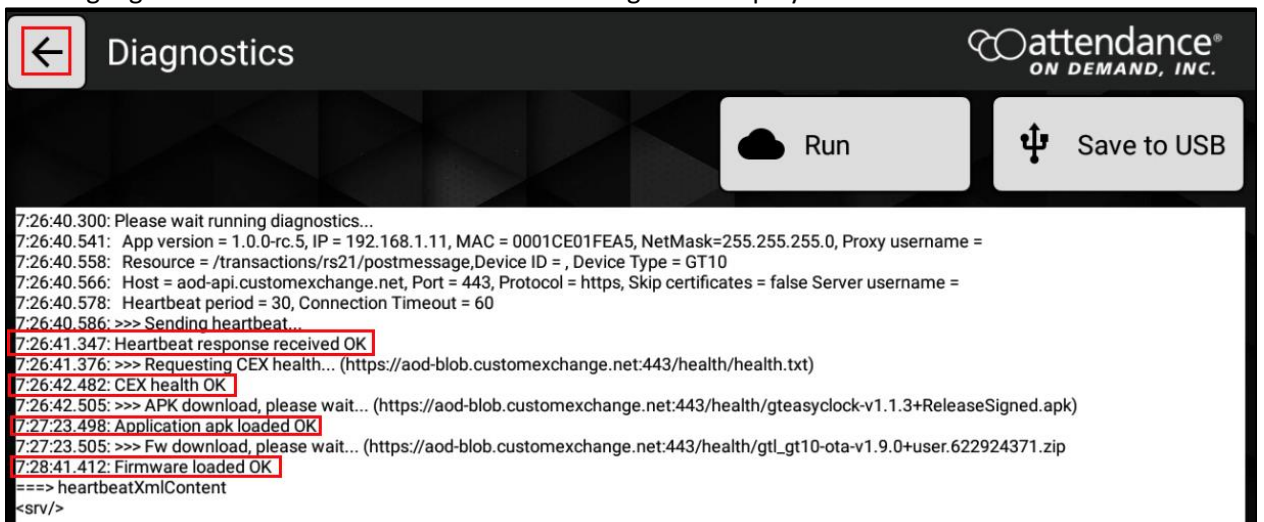 Diagnostics
attendance®
ON DEMAND, INC.
Run
Save to USB
7:26:40.300: Please wait running diagnostics...
7:26:40.541: App version = 1.0.0-rc.5, IP = 192.168.1.11, MAC = 0001CE01FEA5, NetMask=255.255.255.0, Proxy username =
7:26:40.558: Resource = /transactions/rs21/postmessage,Device ID = , Device Type = GT10
7:26:40.566: Host = aod-api.customexchange.net, Port = 443, Protocol = https, Skip certificates = false Server username =
7:26:40.578: Heartbeat period = 30, Connection Timeout = 60
7:26:40.586: >>> Sending heartbeat...
7:26:41.347: Heartbeat response received OK
7:26:41.376: >>> Requesting CEX health... (https://aod-blob.customexchange.net:443/health/health.txt)
7:26:42.482: CEX health OK
7:26:42.505: >>> APK download, please wait... (https://aod-blob.customexchange.net:443/health/gteasyclock-v1.1.3+ReleaseSigned.apk)
7:27:23.498: Application apk loaded OK
7:27:23.505: >>> Fw download, please wait... (https://aod-blob.customexchange.net:443/health/gtl_gt10-ota-v1.9.0+user.622924371.zip
7:28:41.412: Firmware loaded OK
===> heartbeatXmlContent
<srv/>